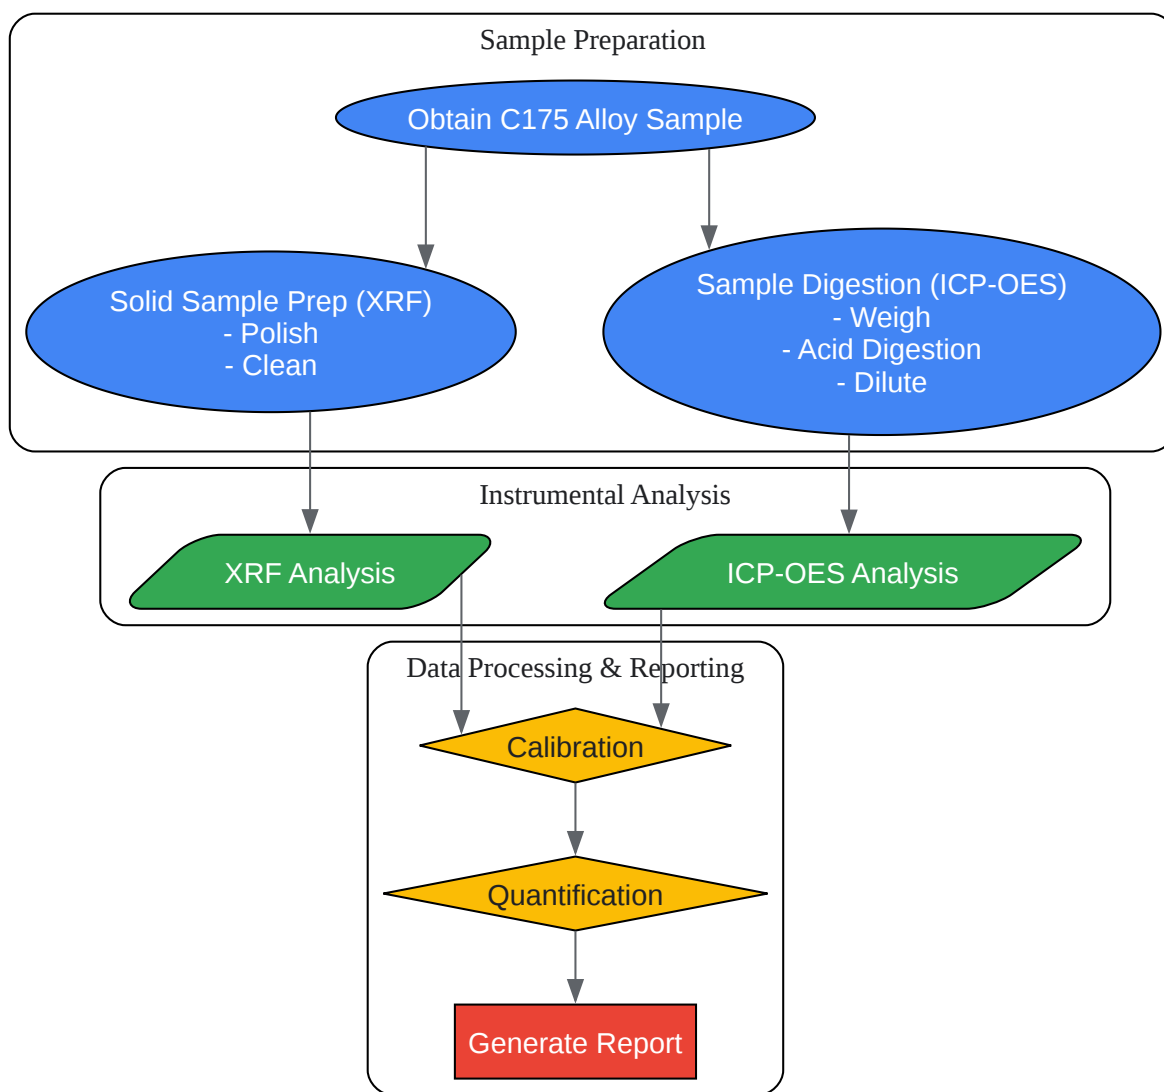 Sample Preparation
Obtain C175 Alloy Sample
Solid Sample Prep (XRF)
- Polish
- Clean
Sample Digestion (ICP-OES)
- Weigh
- Acid Digestion
- Dilute
Instrumental Analysis
XRF Analysis
ICP-OES Analysis
Data Processing & Reporting
Calibration
Quantification
Generate Report